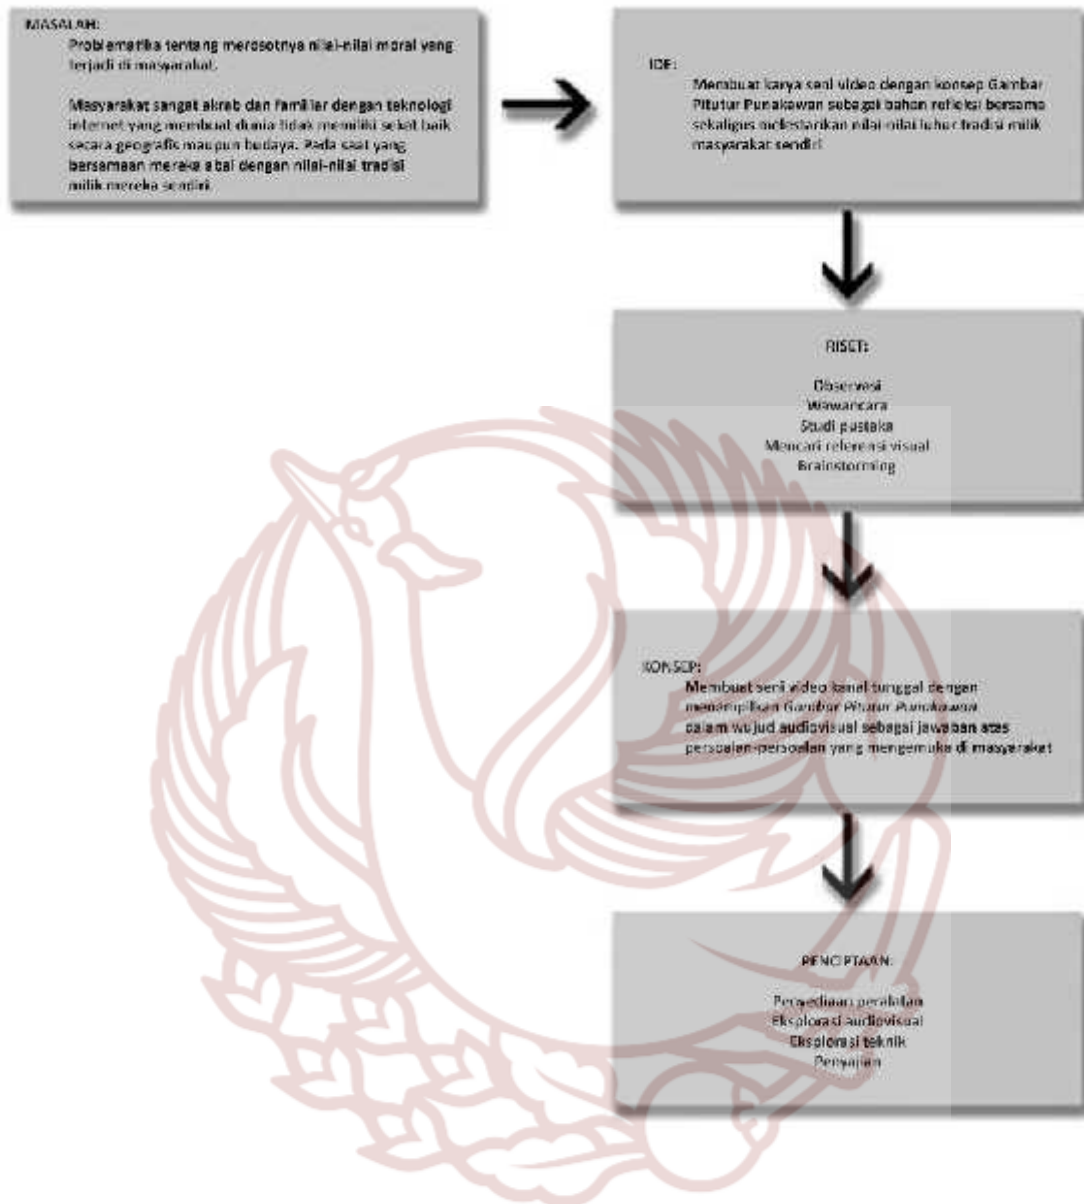 MASALAH:
Problematika tentang merosotnya nilai-nilai moral yang
terjadi di masyarakat.
Masyarakat sangat akrab dan familiar dengan teknologi
internet yang membuat dunia tidak memiliki sekat baik
secara geografis maupun budaya. Pada saat yang
bersamaan mereka abai dengan nilai-nilai tradisi
milik mereka sendiri
IDE:
Membuat karya seni video dengan konsep Gambar
Pitutur Punakawan sebagai bahan refleksi bersama
sekaligus melestarikan nilai-nilai luhur tradisi milik
masyarakat sendiri
RISET:
Observasi
Wawancara
Studi pustaka
Mencari referensi visual
Brainstorming
KONSEP:
Membuat seni video kanal tunggal dengan
menampilkan Gambar Pitutur Punakawan
dalam wujud audiovisual sebagai jawaban atas
persoalan-persoalan yang mengemuka di masyarakat
PENCIPTAAN:
Penyediaan peralatan
Eksplorasi audiovisual
Eksplorasi teknik
Penyajian